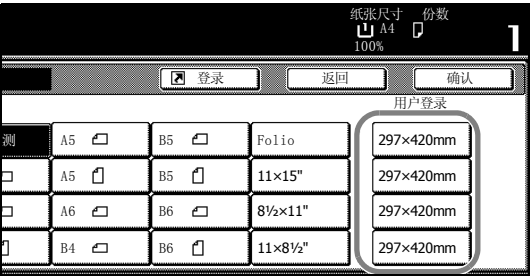 纸张尺寸 份数
A4
100%
1
登录 返回 确认
用户登录
测 A5 B5 Folio 297×420mm
A5 B5 11×15" 297×420mm
A6 B6 8½×11" 297×420mm
B4 B6 11×8½" 297×420mm